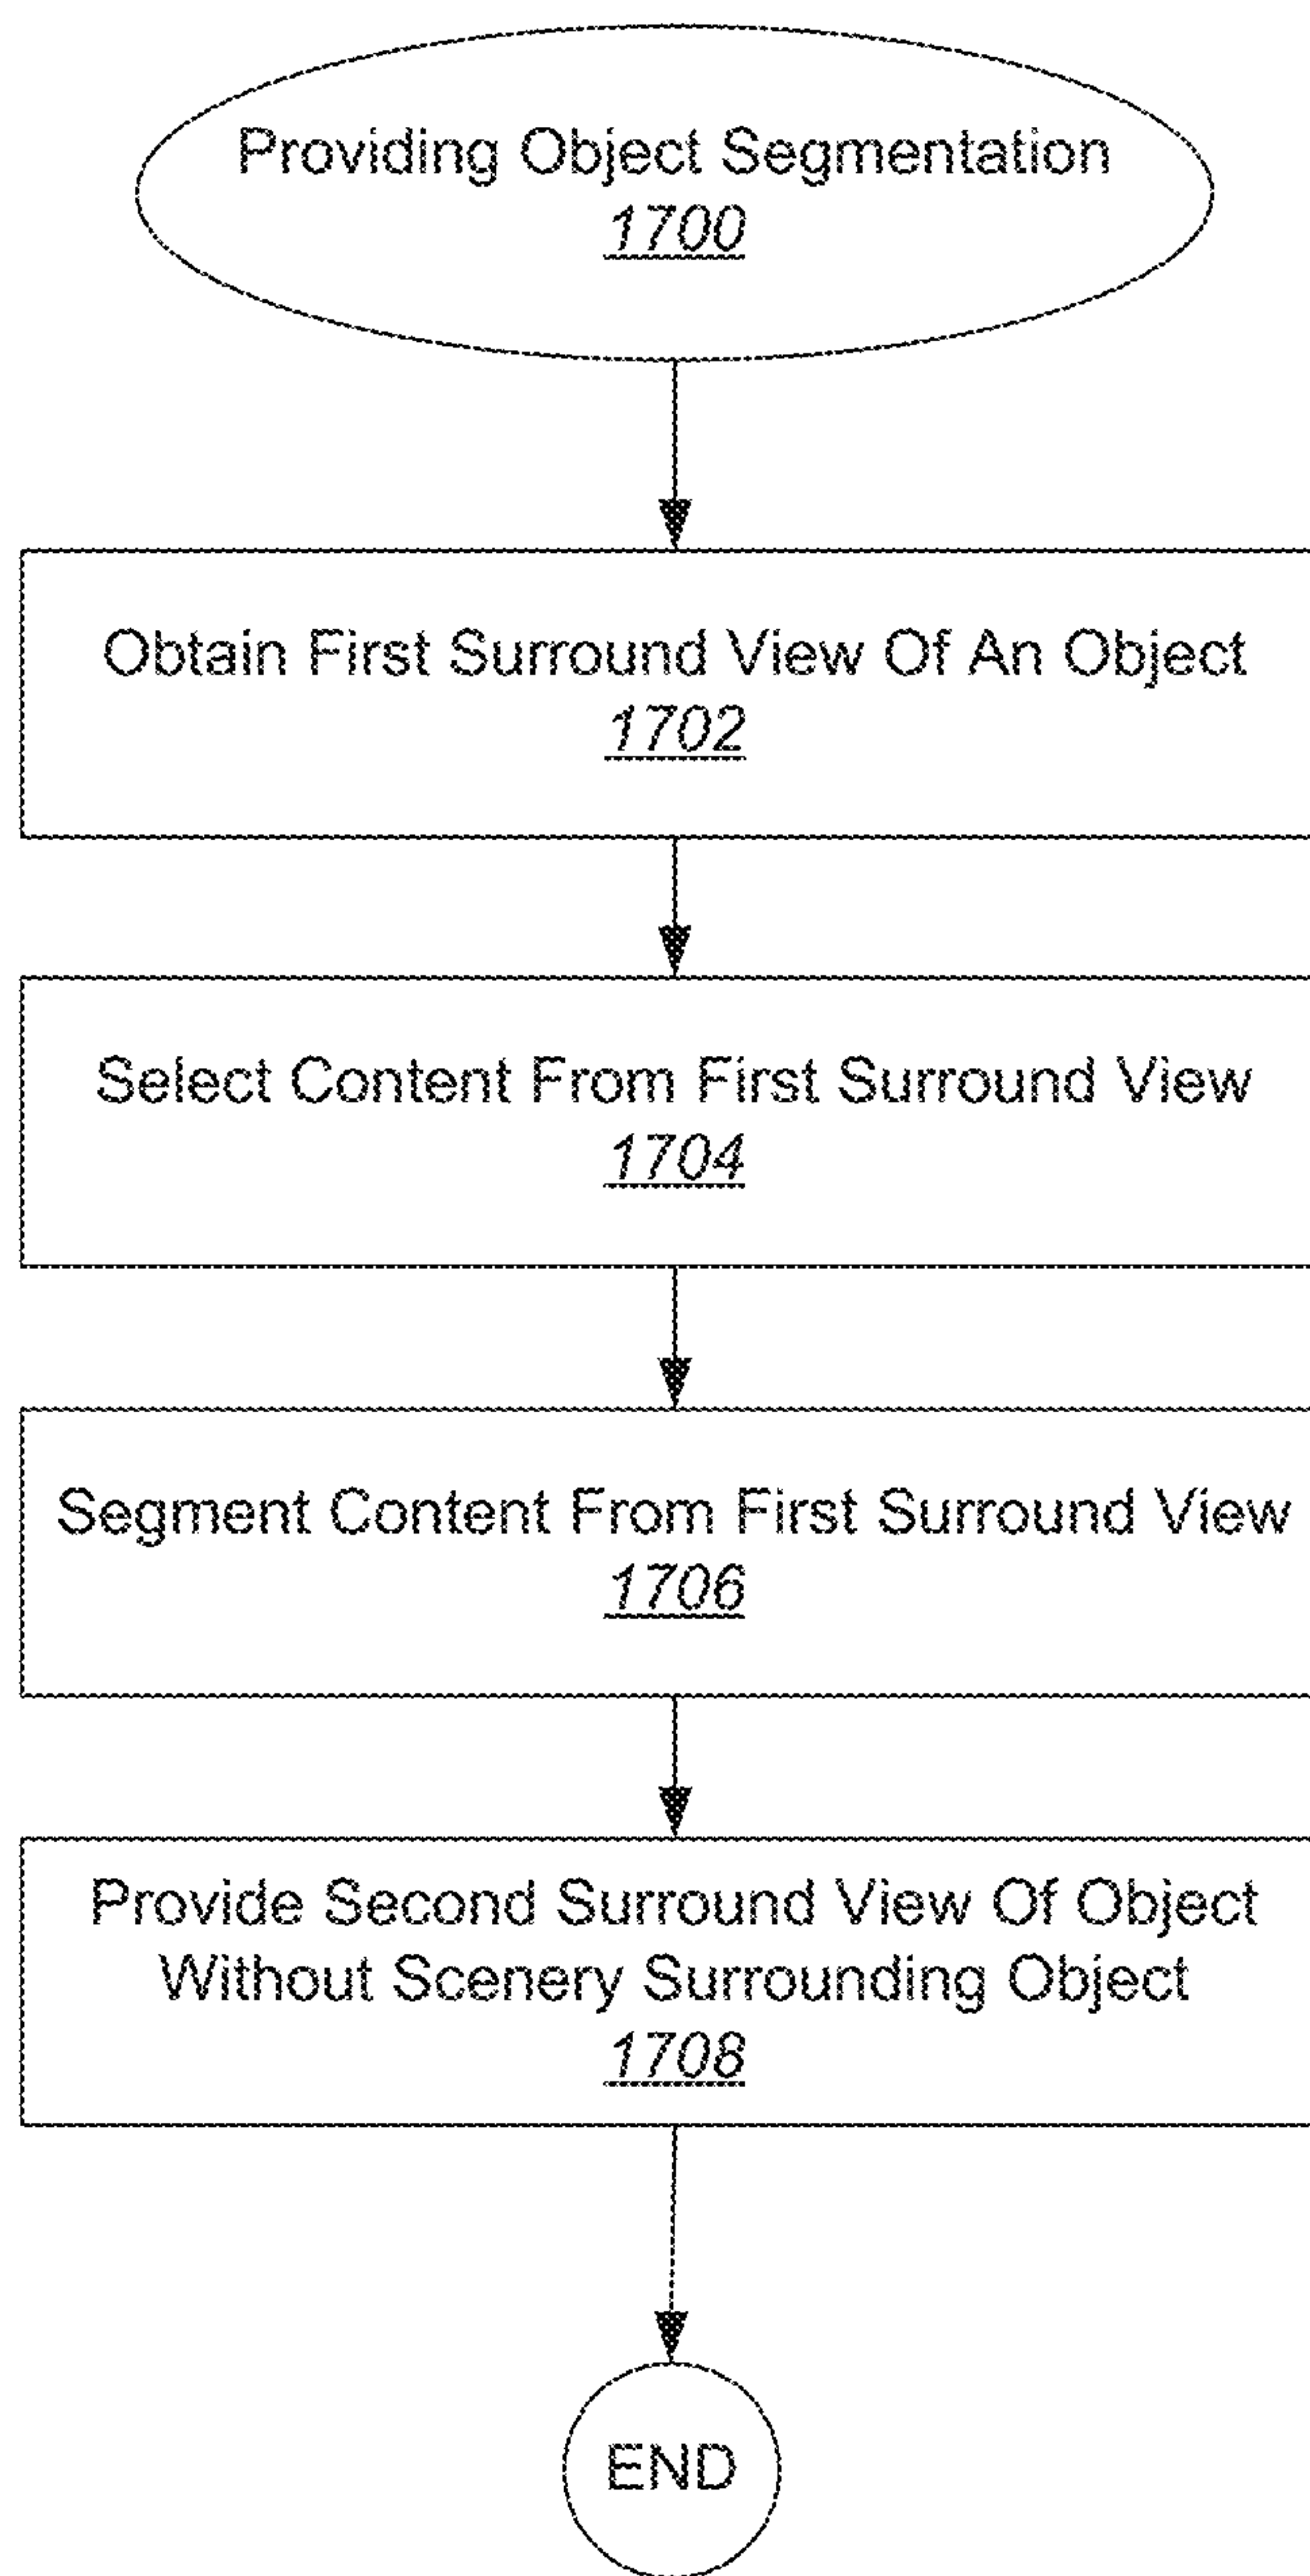 Providing Object Segmentation
1700
Obtain First Surround View Of An Object
1702
Select Content From First Surround View
1704
Segment Content From First Surround View
1706
Provide Second Surround View Of Object
Without Scenery Surrounding Object
1708
END